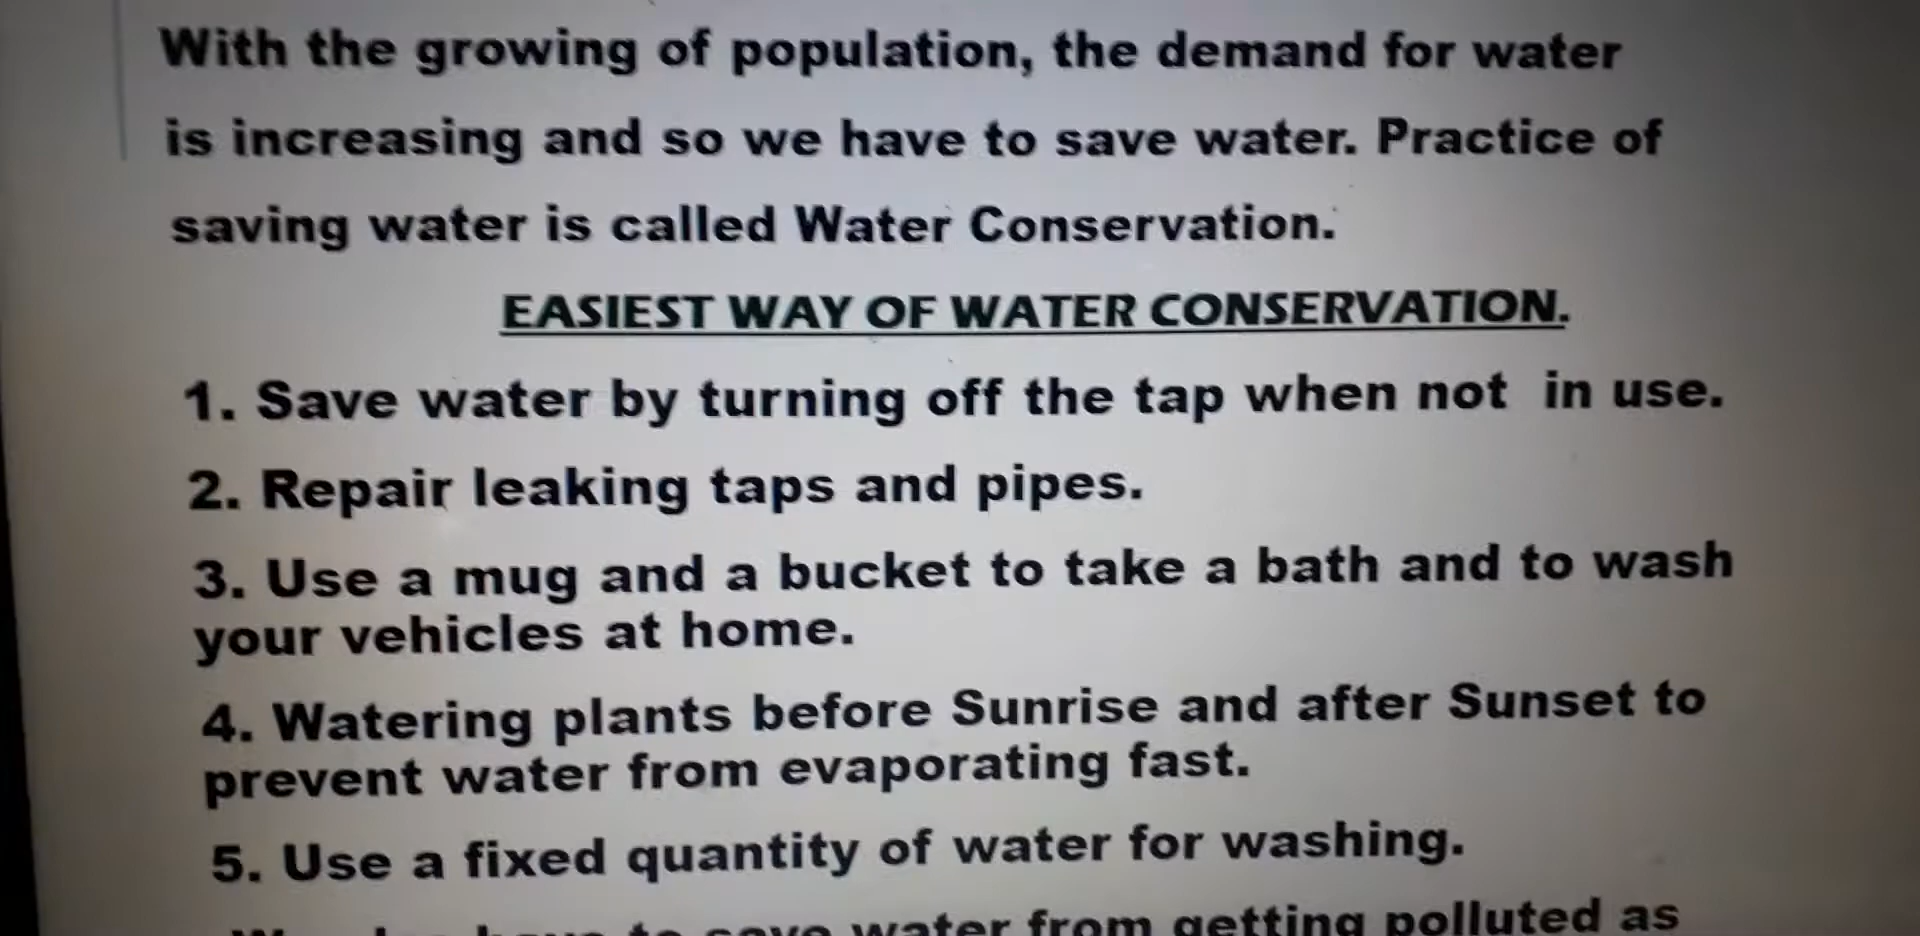 With the growing of population, the demand for water
is increasing and so we have to save water. Practice of
saving water is called Water Conservation.
EASIEST WAY OF WATER CONSERVATION.
1. Save water by turning off the tap when not in use.
2. Repair leaking taps and pipes.
3. Use a mug and a bucket to take a bath and to wash
your vehicles at home.
4. Watering plants before Sunrise and after Sunset to
prevent water from evaporating fast.
5. Use a fixed quantity of water for washing.
have to save water from getting polluted as